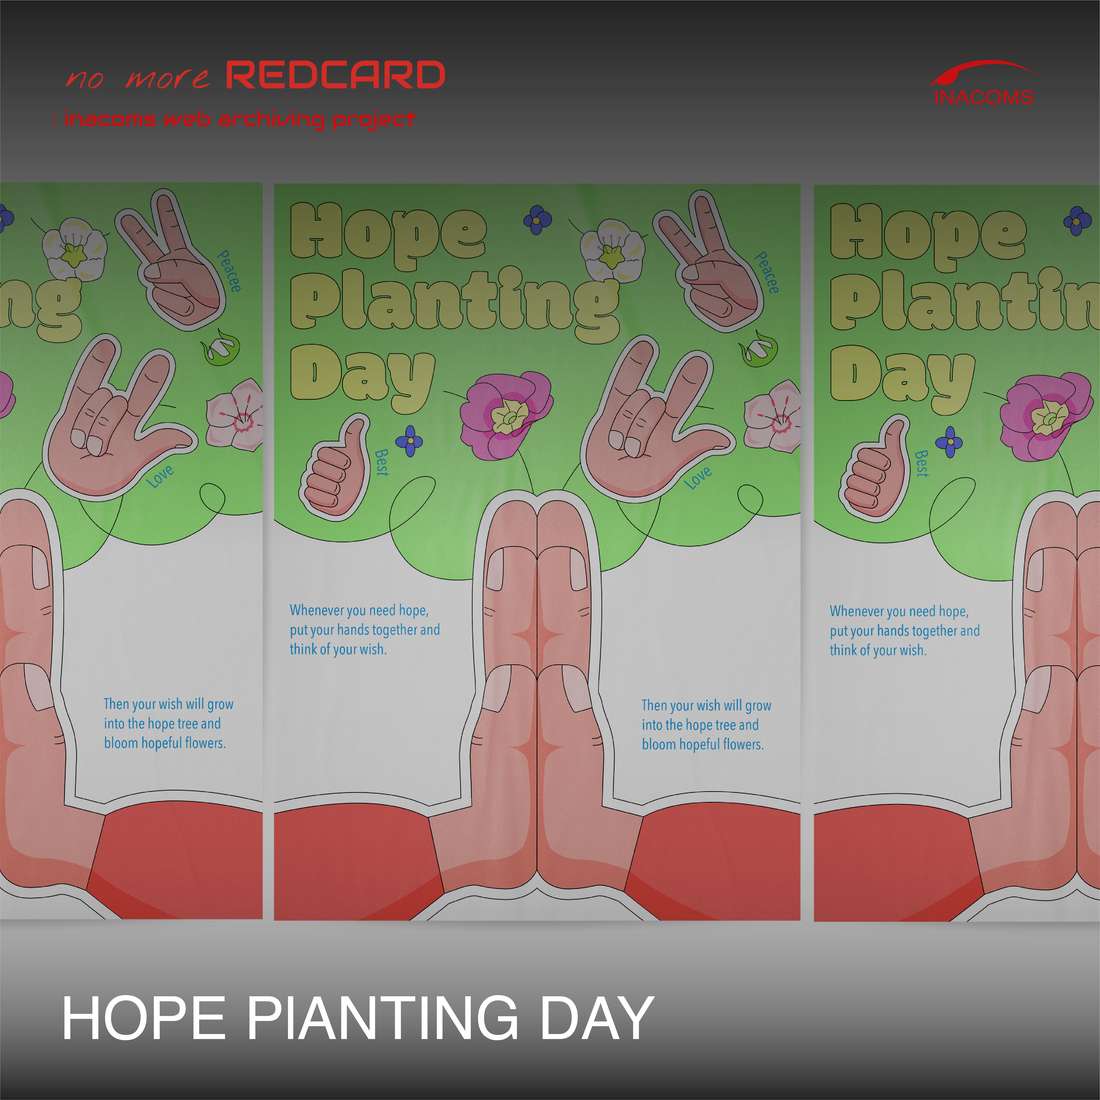 no more REDCARD
: inacoms web archiving project
INACOMS
ng
Peacee
Love
Then your wish will grow
into the hope tree and
bloom hopeful flowers.
Hope
Planting
Day
Peacee
Best
Love
Whenever you need hope,
put your hands together and
think of your wish.
Then your wish will grow
into the hope tree and
bloom hopeful flowers.
Hope
Plantin
Day
Best
Whenever you need hope,
put your hands together and
think of your wish.
HOPE PlANTING DAY